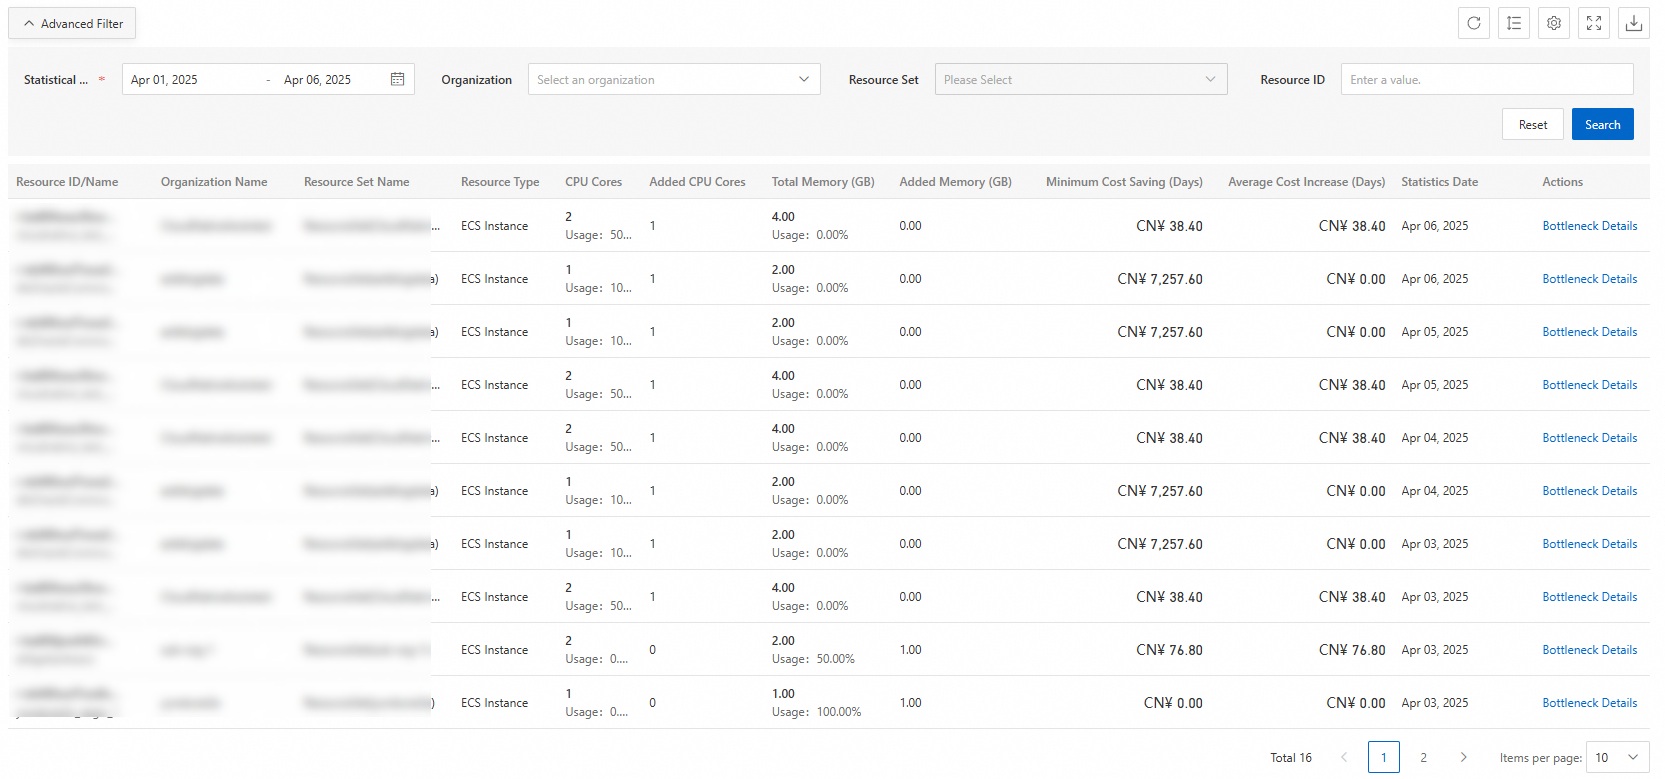 Advanced Filter
Statistical ... * Apr 01, 2025 - Apr 06, 2025 Organization Select an organization Resource Set Please Select Resource ID Enter a value.
Reset Search
Resource ID/Name Organization Name Resource Set Name Resource Type CPU Cores Added CPU Cores Total Memory (GB) Added Memory (GB) Minimum Cost Saving (Days) Average Cost Increase (Days) Statistics Date Actions
2 4.00
... ECS Instance 1 0.00 CN¥ 38.40 CN¥ 38.40 Apr 06, 2025 Bottleneck Details
Usage: 50... Usage: 0.00%
1 2.00
) ECS Instance 1 0.00 CN¥ 7,257.60 CN¥ 0.00 Apr 06, 2025 Bottleneck Details
Usage: 10... Usage: 0.00%
1 2.00
) ECS Instance 1 0.00 CN¥ 7,257.60 CN¥ 0.00 Apr 05, 2025 Bottleneck Details
Usage: 10... Usage: 0.00%
2 4.00
... ECS Instance 1 0.00 CN¥ 38.40 CN¥ 38.40 Apr 05, 2025 Bottleneck Details
Usage: 50... Usage: 0.00%
2 4.00
... ECS Instance 1 0.00 CN¥ 38.40 CN¥ 38.40 Apr 04, 2025 Bottleneck Details
Usage: 50... Usage: 0.00%
1 2.00
) ECS Instance 1 0.00 CN¥ 7,257.60 CN¥ 0.00 Apr 04, 2025 Bottleneck Details
Usage: 10... Usage: 0.00%
1 2.00
) ECS Instance 1 0.00 CN¥ 7,257.60 CN¥ 0.00 Apr 03, 2025 Bottleneck Details
Usage: 10... Usage: 0.00%
2 4.00
... ECS Instance 1 0.00 CN¥ 38.40 CN¥ 38.40 Apr 03, 2025 Bottleneck Details
Usage: 50... Usage: 0.00%
2 2.00
ECS Instance 0 1.00 CN¥ 76.80 CN¥ 76.80 Apr 03, 2025 Bottleneck Details
Usage: 0.... Usage: 50.00%
1 1.00
) ECS Instance 0 1.00 CN¥ 0.00 CN¥ 0.00 Apr 03, 2025 Bottleneck Details
Usage: 0.... Usage: 100.00%
Total 16 1 2 Items per page: 10